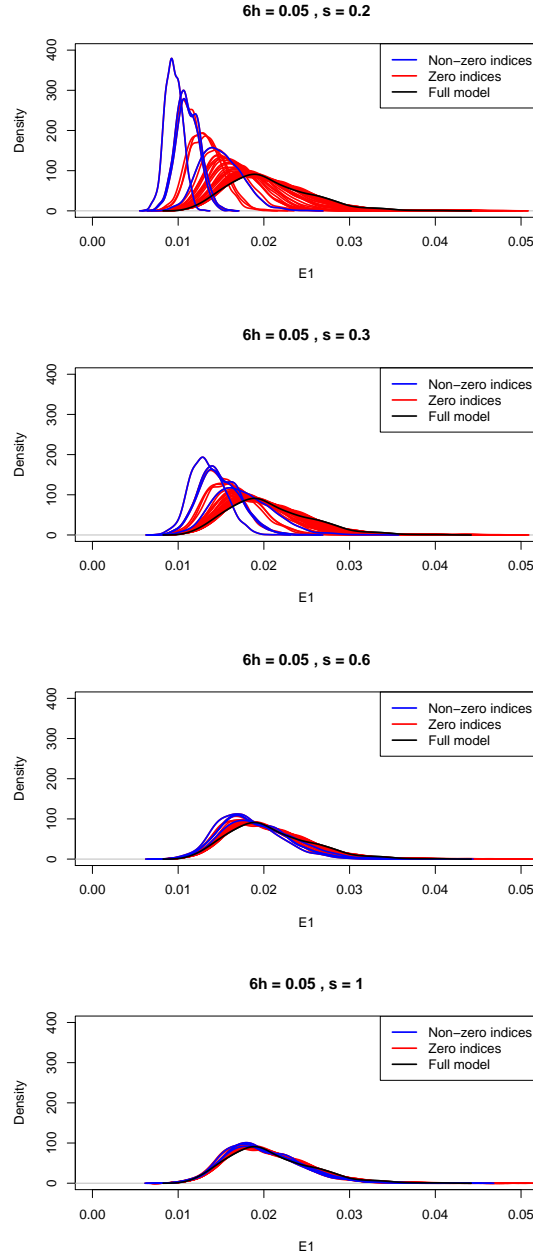 6h = 0.05 , s = 0.2
Density
400
300
200
100
0
Non−zero indices
Zero indices
Full model
0.00 0.01 0.02 0.03 0.04 0.05
E1
6h = 0.05 , s = 0.3
Density
400
300
200
100
0
Non−zero indices
Zero indices
Full model
0.00 0.01 0.02 0.03 0.04 0.05
E1
6h = 0.05 , s = 0.6
Density
400
300
200
100
0
Non−zero indices
Zero indices
Full model
0.00 0.01 0.02 0.03 0.04 0.05
E1
6h = 0.05 , s = 1
Density
400
300
200
100
0
Non−zero indices
Zero indices
Full model
0.00 0.01 0.02 0.03 0.04 0.05
E1